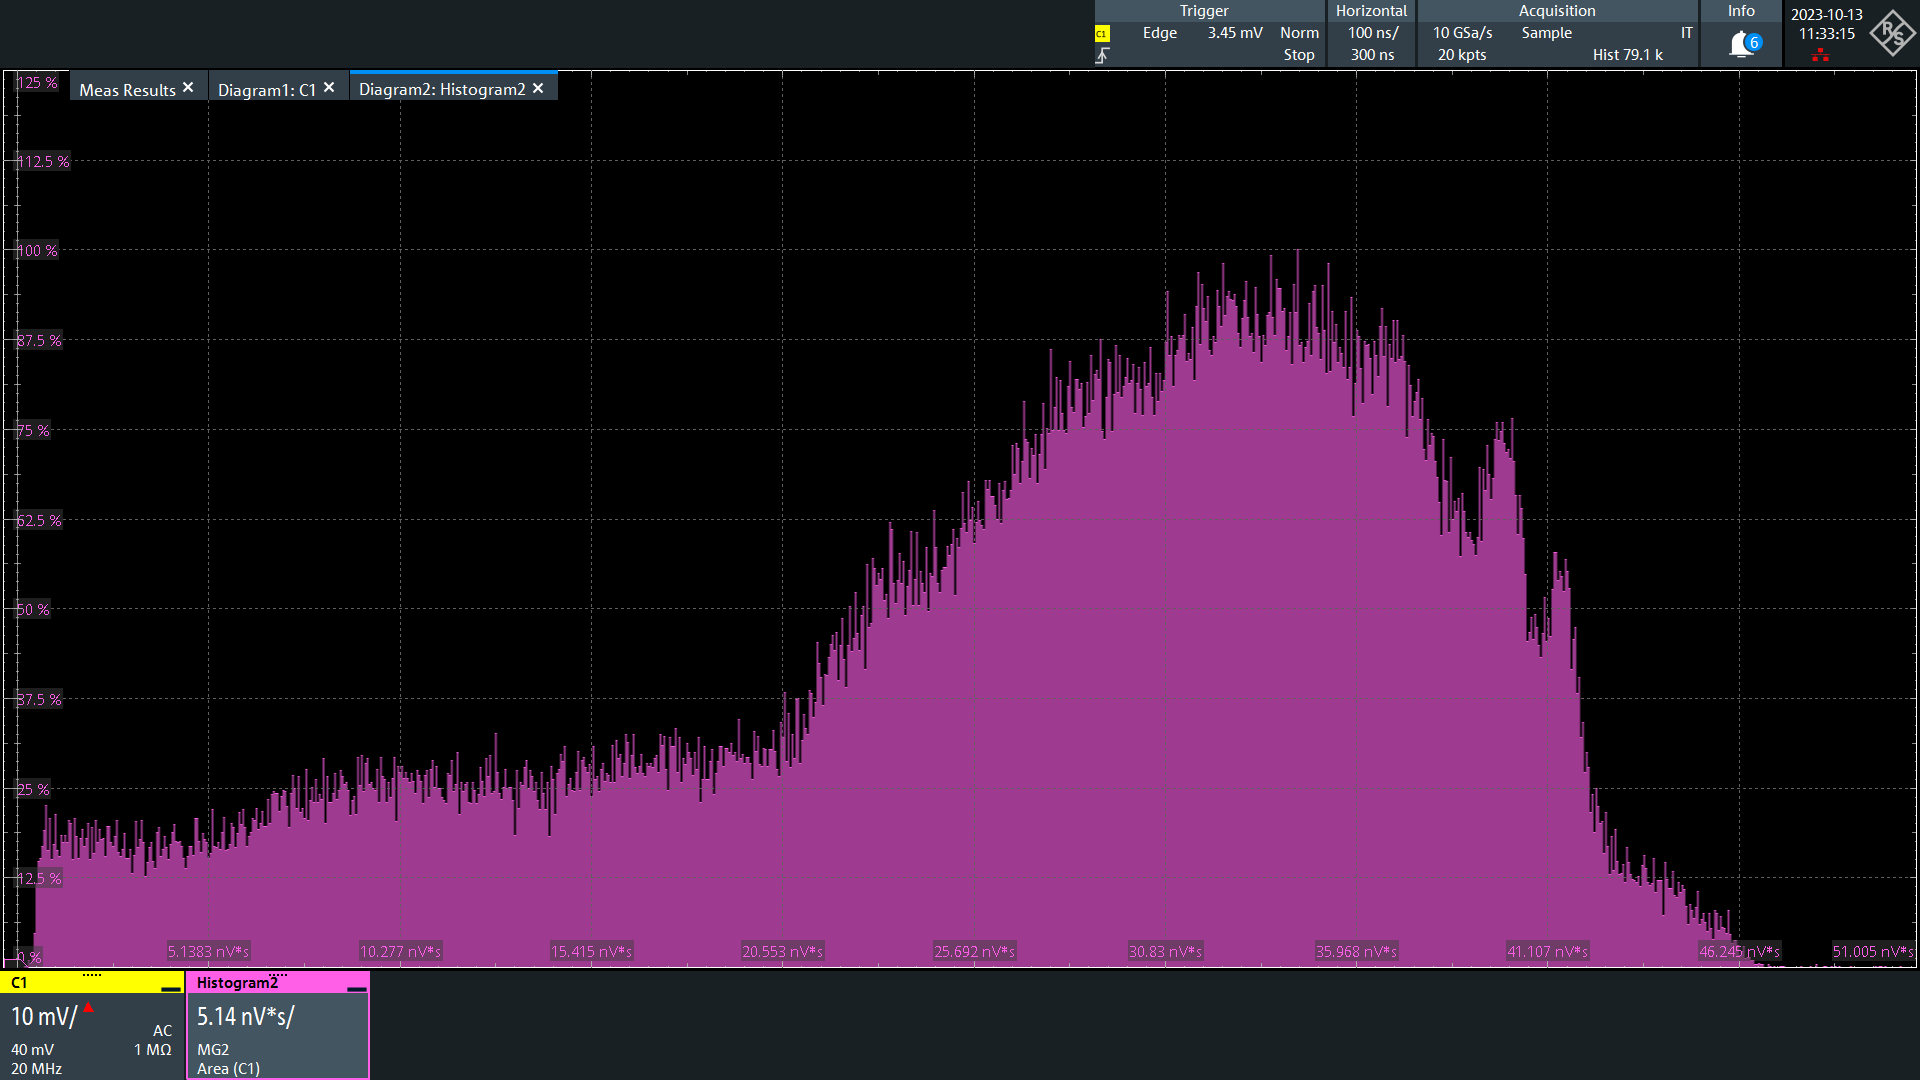 Trigger
C1
Edge 3.45 mV Norm
Stop
Horizontal
100 ns/
300 ns
Acquisition
10 GSa/s Sample IT
20 kpts Hist 79.1 k
Info
6
2023-10-13
11:33:15
R S
Meas Results
Diagram1: C1
Diagram2: Histogram2
125 %
112.5 %
100 %
87.5 %
75 %
62.5 %
50 %
37.5 %
25 %
12.5 %
0 %
5.1383 nV*s 10.277 nV*s 15.415 nV*s 20.553 nV*s 25.692 nV*s 30.83 nV*s 35.968 nV*s 41.107 nV*s 46.245 nV*s 51.005 nV*s
C1
10 mV/
AC
40 mV 1 MΩ
20 MHz
Histogram2
5.14 nV*s/
MG2
Area (C1)